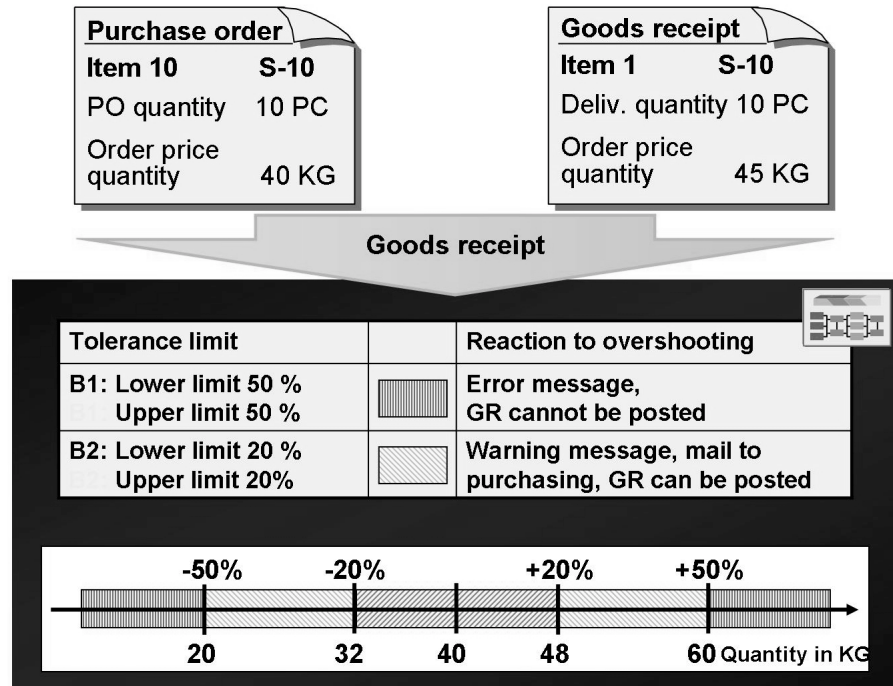 Purchase order
Item 10 S-10
PO quantity 10 PC
Order price
quantity 40 KG
Goods receipt
Item 1 S-10
Deliv. quantity 10 PC
Order price
quantity 45 KG
Goods receipt
Tolerance limit Reaction to overshooting
B1: Lower limit 50 % Error message,
B1: Upper limit 50 % GR cannot be posted
B2: Lower limit 20 % Warning message, mail to
B2: Upper limit 20% purchasing, GR can be posted
-50% -20% +20% +50%
20 32 40 48 60 Quantity in KG